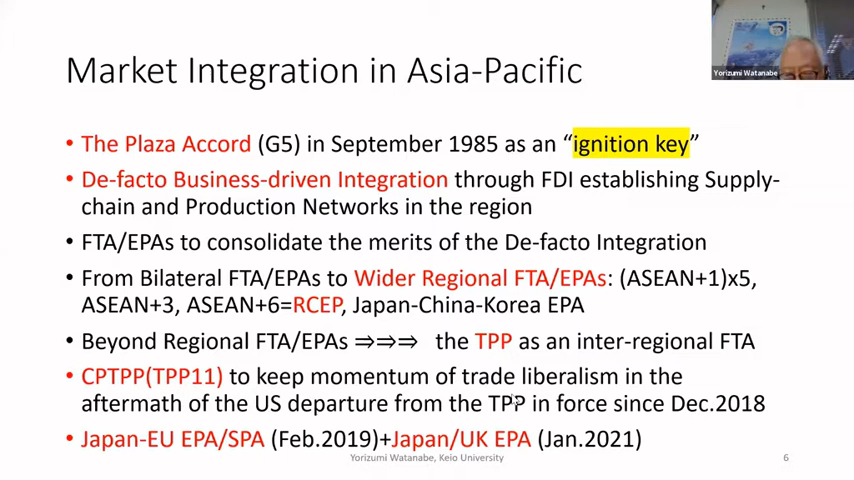 Yorizumi Watanabe
Market Integration in Asia-Pacific
• The Plaza Accord (G5) in September 1985 as an “ignition key”
• De-facto Business-driven Integration through FDI establishing Supply-
chain and Production Networks in the region
• FTA/EPAs to consolidate the merits of the De-facto Integration
• From Bilateral FTA/EPAs to Wider Regional FTA/EPAs: (ASEAN+1)x5,
ASEAN+3, ASEAN+6=RCEP, Japan-China-Korea EPA
• Beyond Regional FTA/EPAs ⇒⇒⇒ the TPP as an inter-regional FTA
• CPTPP(TPP11) to keep momentum of trade liberalism in the
aftermath of the US departure from the TPP in force since Dec.2018
• Japan-EU EPA/SPA (Feb.2019)+Japan/UK EPA (Jan.2021)
Yorizumi Watanabe, Keio University
6